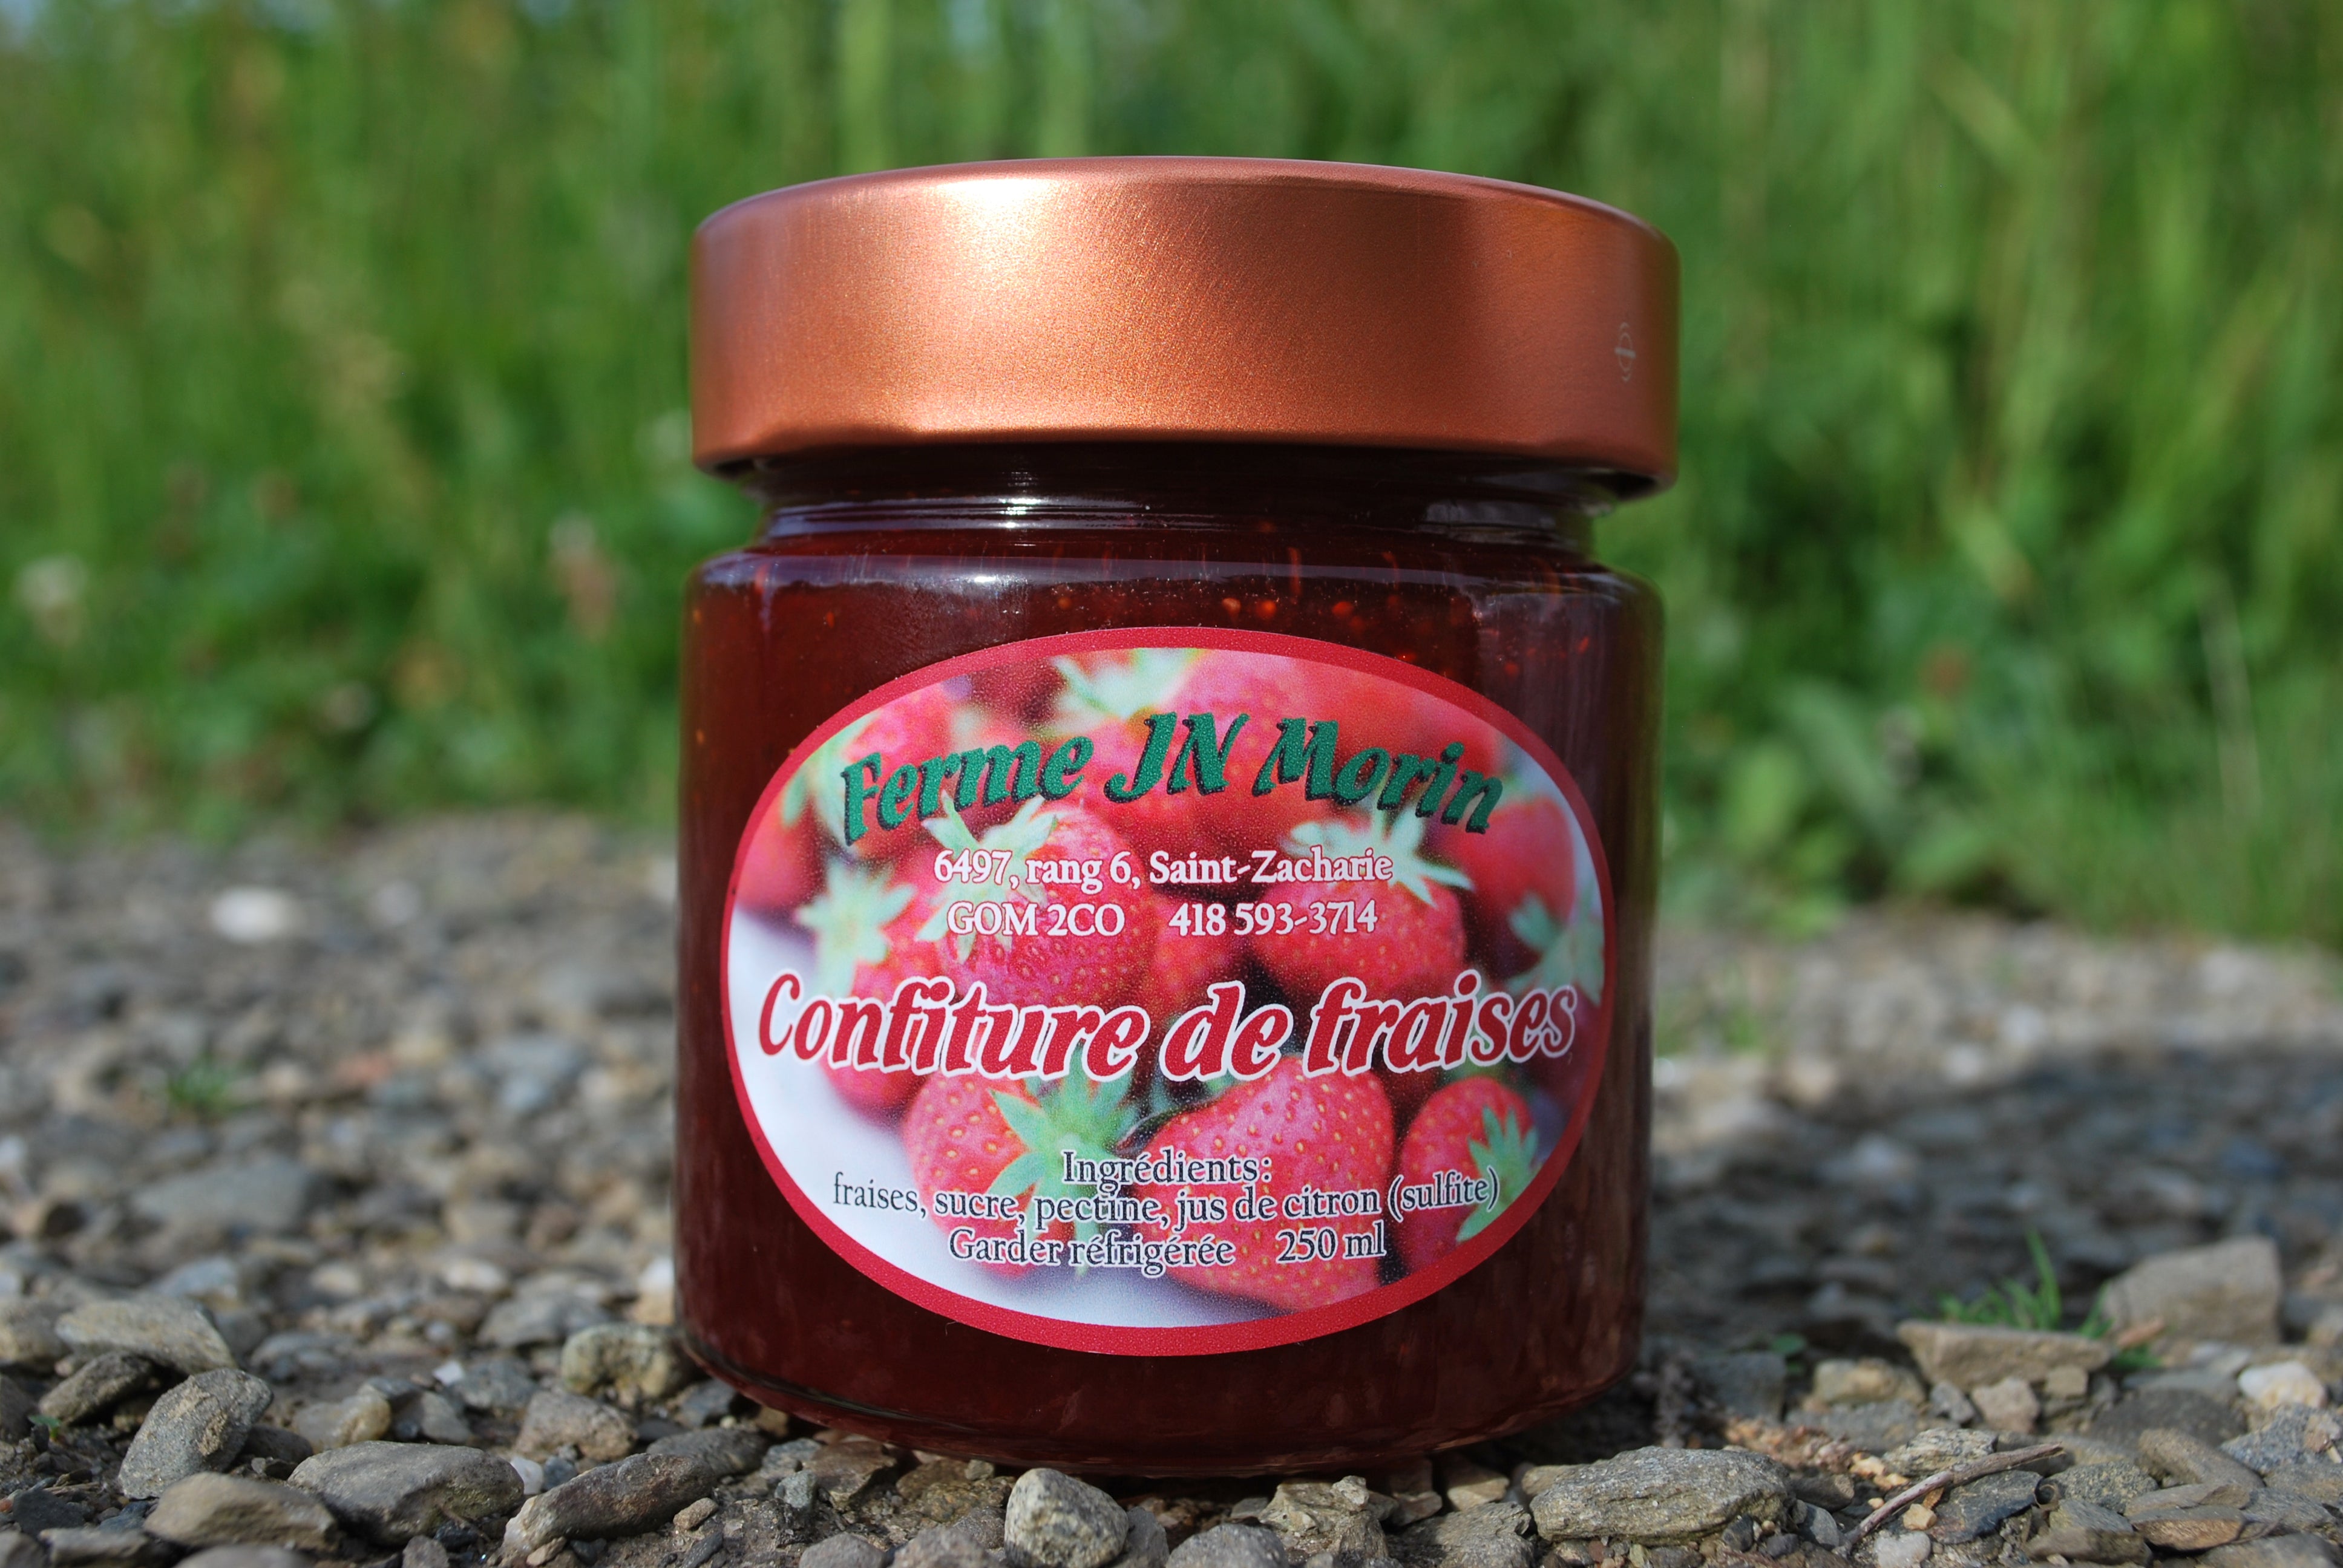 Ferme JN Morin
6497, rang 6, Saint-Zacharie
GOM 2CO 418 593-3714
Confiture de fraises
Ingrédients:
fraises, sucre, pectine, jus de citron (sulfite)
Garder réfrigérée 250 ml